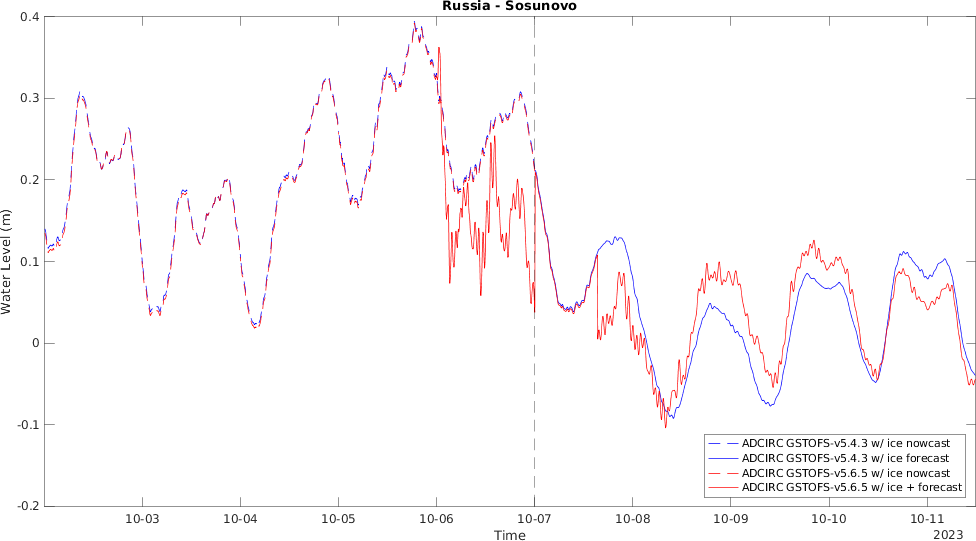 Russia - Sosunovo
0.4
0.3
0.2
0.1
0
-0.1
-0.2
Water Level (m)
ADCIRC GSTOFS-v5.4.3 w/ ice nowcast
ADCIRC GSTOFS-v5.4.3 w/ ice forecast
ADCIRC GSTOFS-v5.6.5 w/ ice nowcast
ADCIRC GSTOFS-v5.6.5 w/ ice + forecast
10-03 10-04 10-05 10-06 10-07 10-08 10-09 10-10 10-11
Time
2023